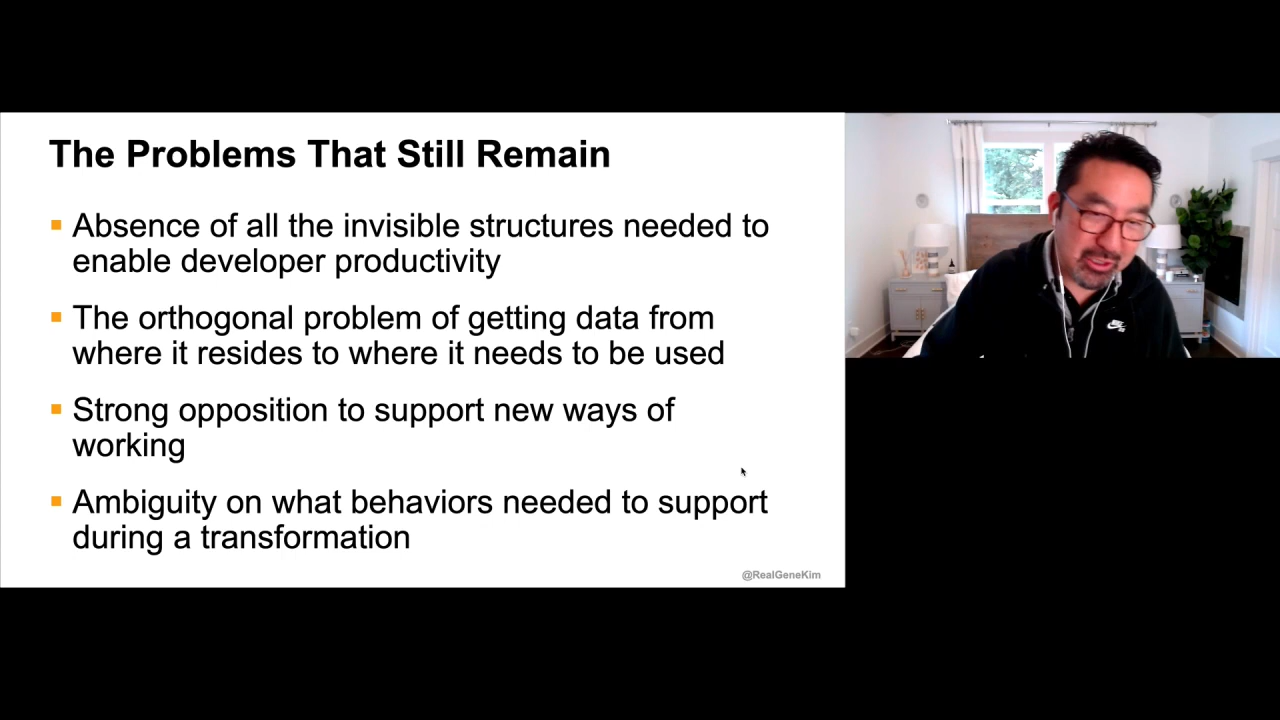 The Problems That Still Remain
Absence of all the invisible structures needed to
enable developer productivity
The orthogonal problem of getting data from
where it resides to where it needs to be used
Strong opposition to support new ways of
working
Ambiguity on what behaviors needed to support
during a transformation
@RealGeneKim